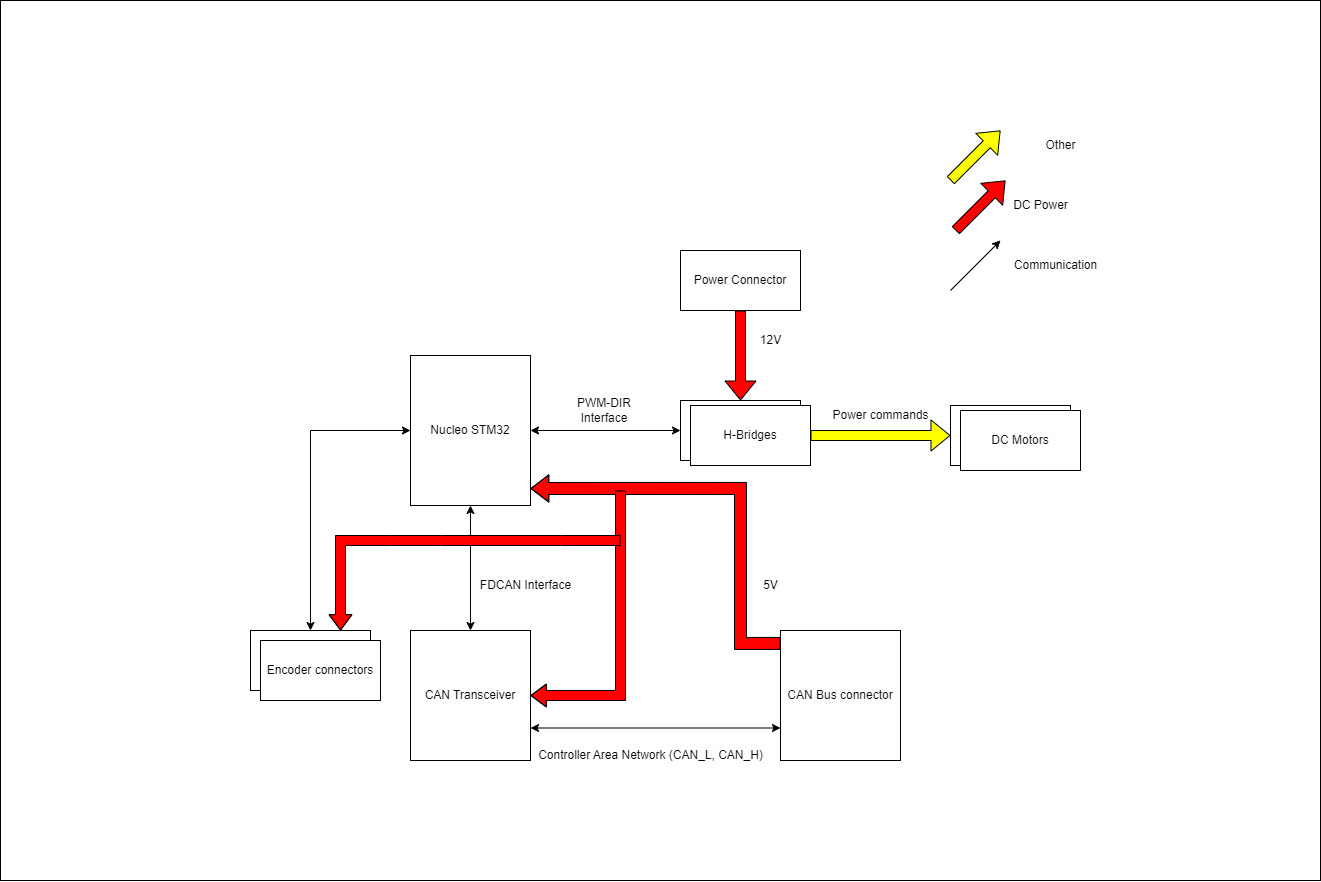 Other
DC Power
Communication
Power Connector
12V
Nucleo STM32
PWM-DIR
Interface
H-Bridges
Power commands
DC Motors
FDCAN Interface
5V
Encoder connectors
CAN Transceiver
CAN Bus connector
Controller Area Network (CAN_L, CAN_H)